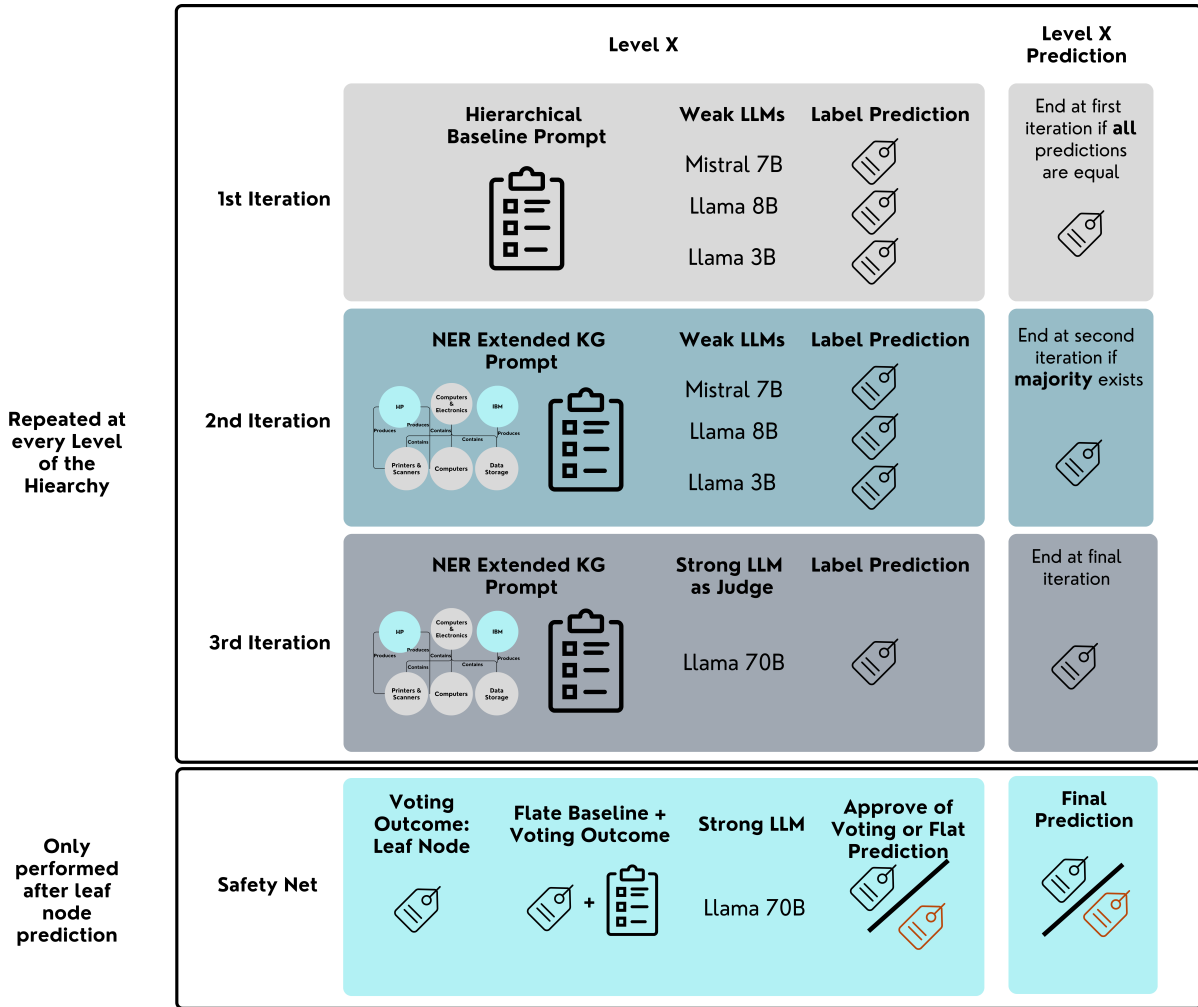 Level X
Level X
Prediction
Repeated at
every Level
of the
Hiearchy
1st Iteration
Hierarchical
Baseline Prompt
Weak LLMs
Mistral 7B
Llama 8B
Llama 3B
Label Prediction
End at first
iteration if all
predictions
are equal
2nd Iteration
NER Extended KG
Prompt
HP
Computers
&
Electronics
IBM
Produces
Produces
Contains
Produces
Contains
Contains
Printers &
Scanners
Computers
Data
Storage
Weak LLMs
Mistral 7B
Llama 8B
Llama 3B
Label Prediction
End at second
iteration if
majority exists
3rd Iteration
NER Extended KG
Prompt
HP
Computers
&
Electronics
IBM
Produces
Produces
Contains
Produces
Contains
Contains
Printers &
Scanners
Computers
Data
Storage
Strong LLM
as Judge
Llama 70B
Label Prediction
End at final
iteration
Only
performed
after leaf
node
prediction
Safety Net
Voting
Outcome:
Leaf Node
Flate Baseline +
Voting Outcome
+
Strong LLM
Llama 70B
Approve of
Voting or Flat
Prediction
Final
Prediction